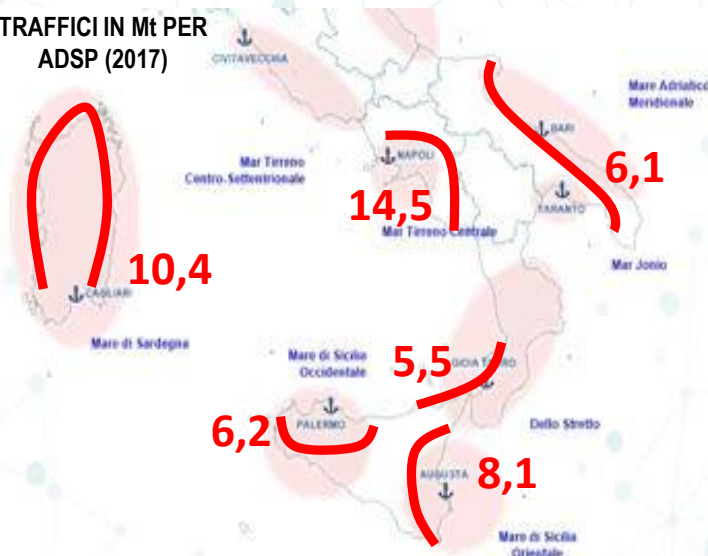 TRAFFICI IN Mt PER
ADSP (2017)
CIVITAVECCHIA
Mare Adriatico
Meridionale
BARI
Mar Tirreno
Centro-Settentrionale
NAPOLI
6,1
14,5
TARANTO
Mar Tirreno Centrale
Mar Jonio
10,4
CAGLIARI
Mare di Sardegna
Mare di Sicilia
Occidentale
5,5
GIOIA TAURO
6,2
PALERMO
Dello Stretto
AUGUSTA
8,1
Mare di Sicilia
Orientale